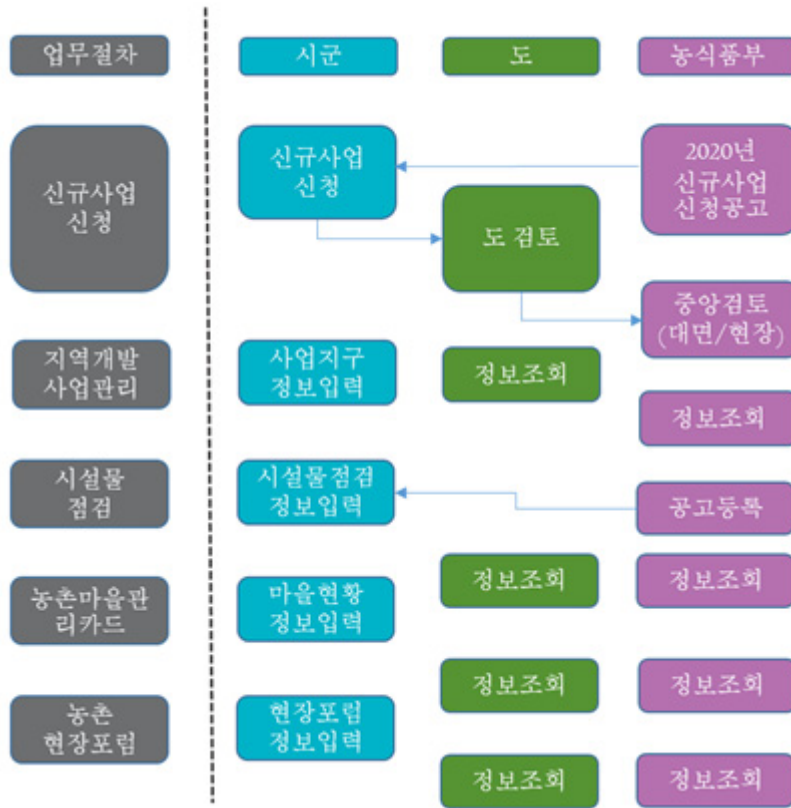 업무절차
시군
도
농식품부
신규사업
신청
신규사업
신청
2020년
신규사업
신청공고
도 검토
중앙검토
(대면/현장)
지역개발
사업관리
사업지구
정보입력
정보조회
정보조회
시설물
점검
시설물점검
정보입력
공고등록
정보조회
정보조회
농촌마을관
리카드
마을현황
정보입력
정보조회
정보조회
농촌
현장포럼
현장포럼
정보입력
정보조회
정보조회